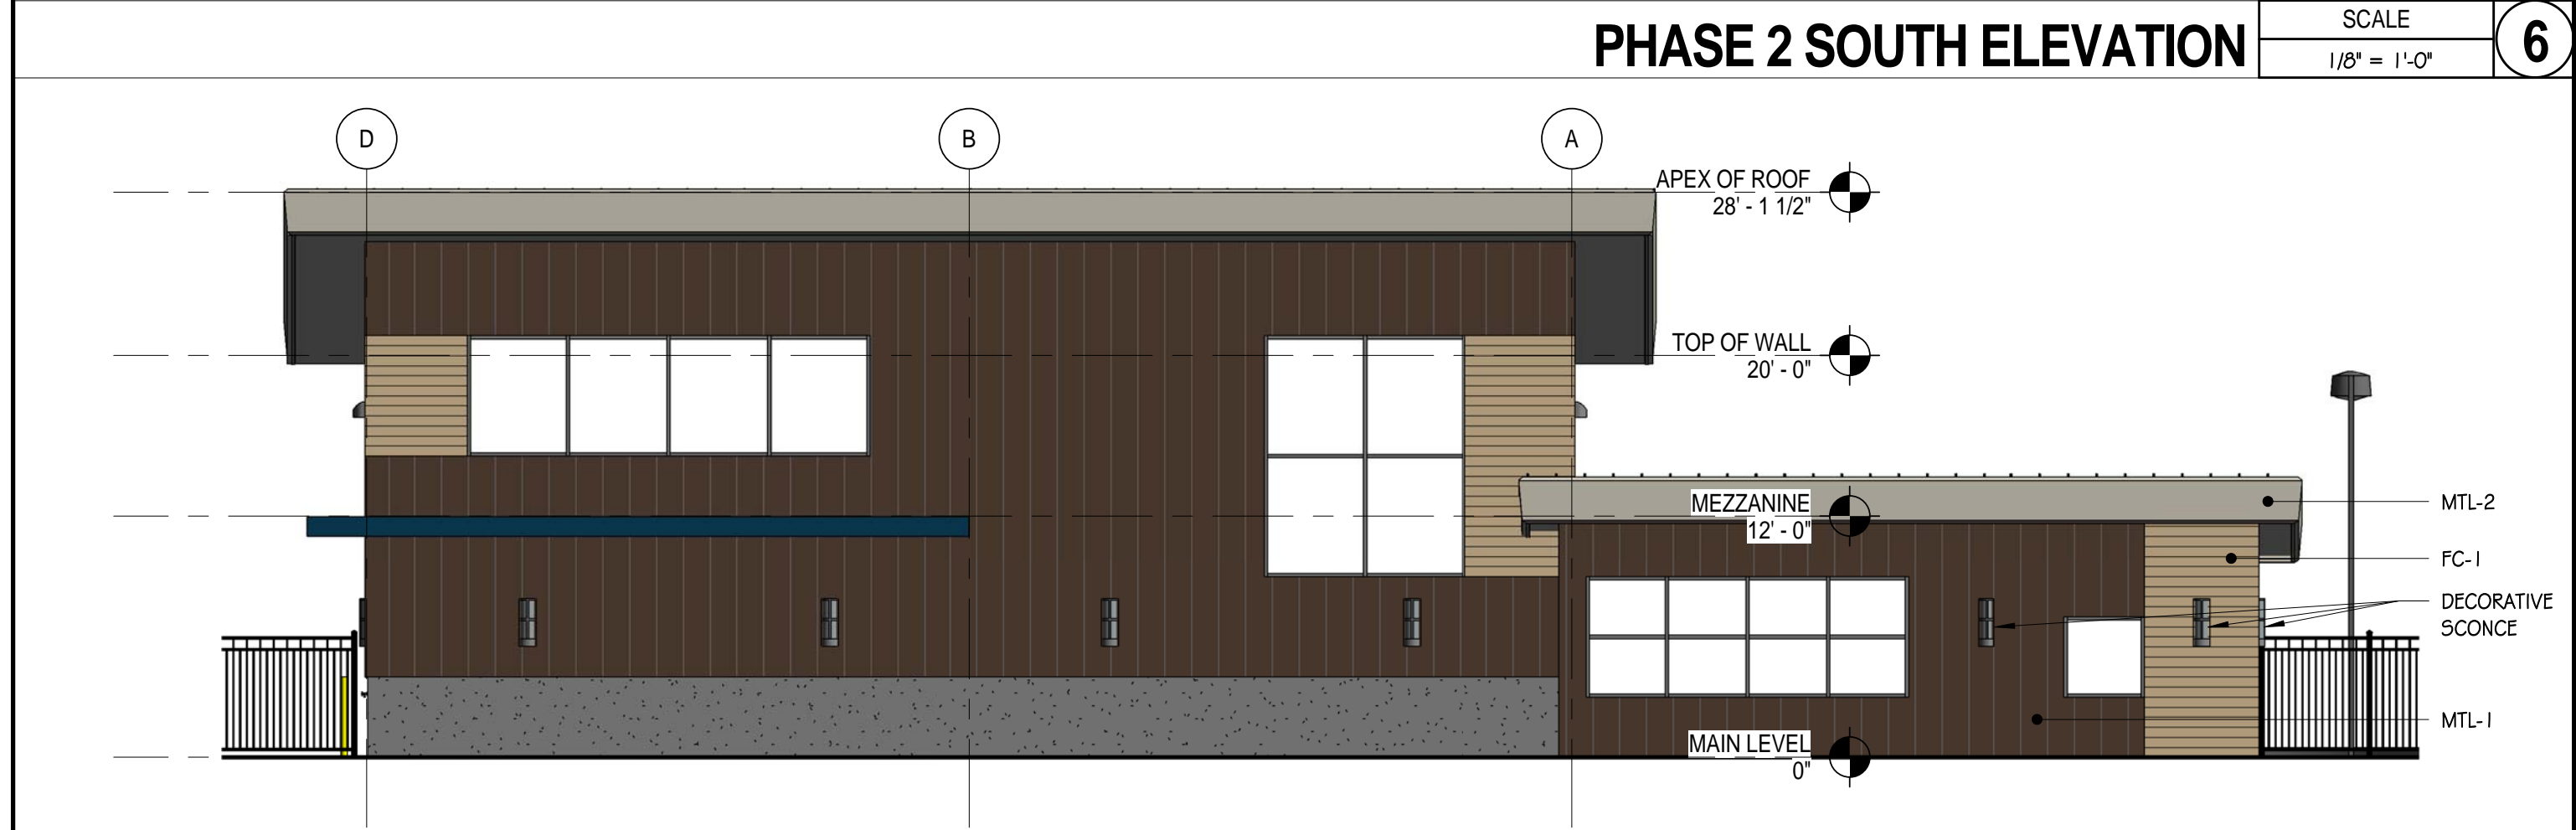 PHASE 2 SOUTH ELEVATION
SCALE
1/8" = 1'-0"
6
D
B
A
APEX OF ROOF
28' - 1 1/2"
TOP OF WALL
20' - 0"
MEZZANINE
12' - 0"
MTL-2
FC-1
DECORATIVE
SCONCE
MTL-1
MAIN LEVEL
0"